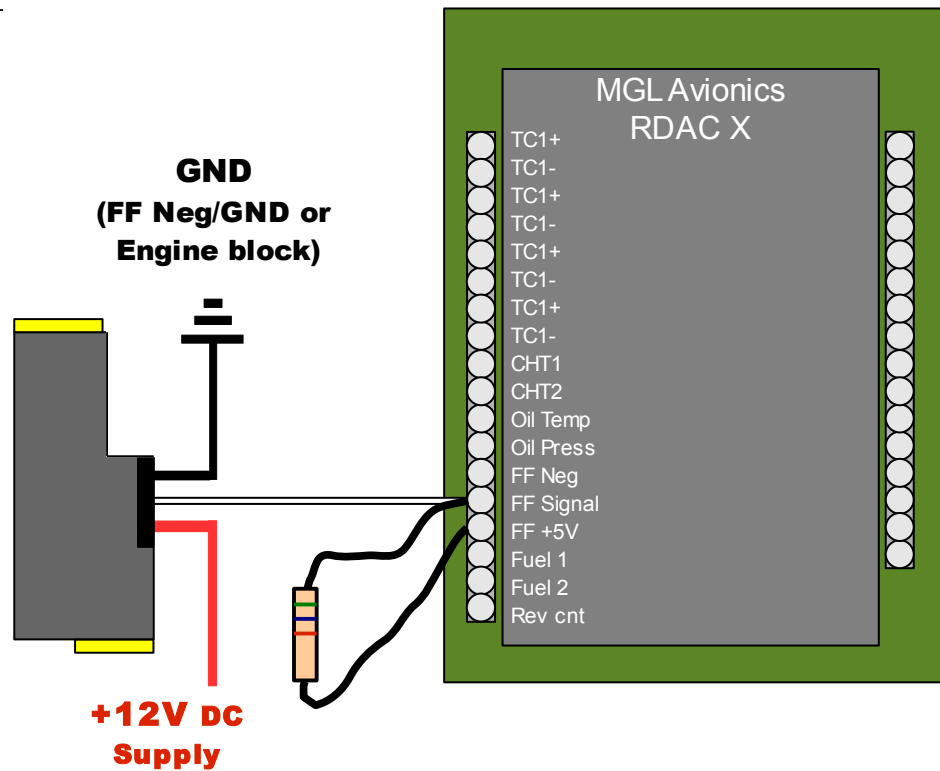 MGL Avionics
RDAC X
GND
(FF Neg/GND or
Engine block)
TC1+
TC1-
TC1+
TC1-
TC1+
TC1-
TC1+
TC1-
CHT1
CHT2
Oil Temp
Oil Press
FF Neg
FF Signal
FF +5V
Fuel 1
Fuel 2
Rev cnt
+12V DC
Supply